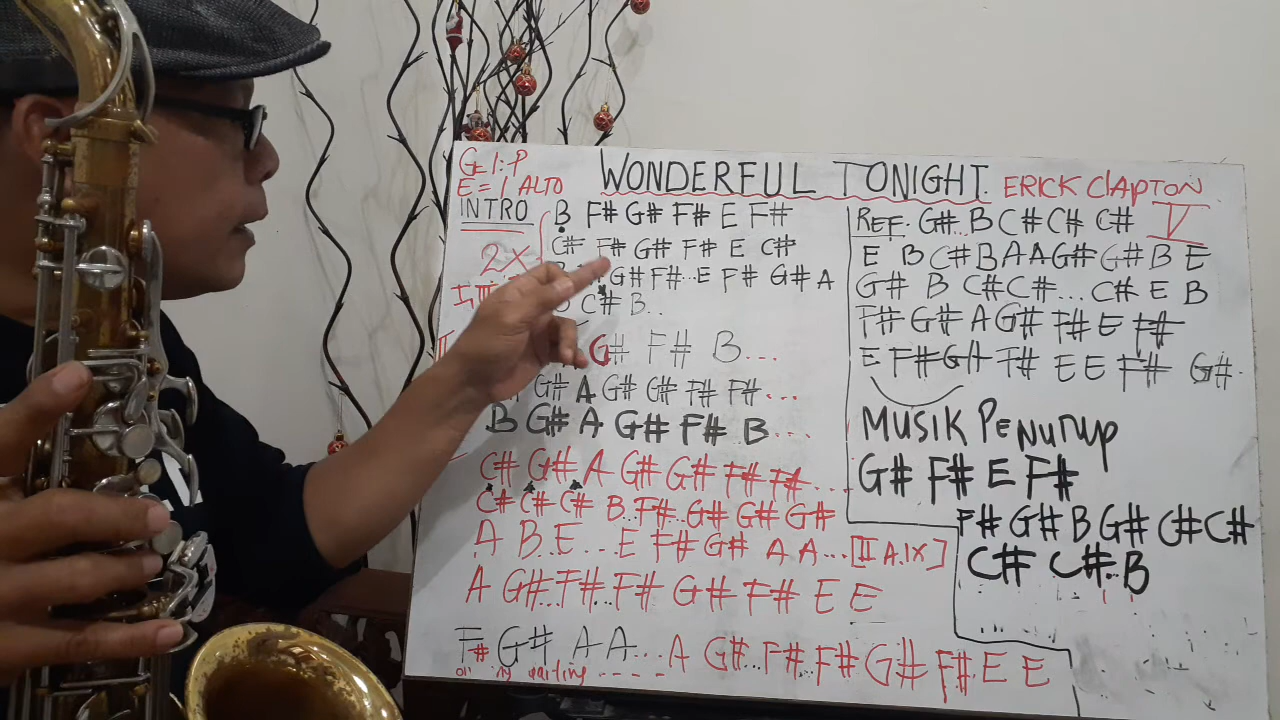 G=1:P
WONDERFUL TONIGHT. ERICK ClAPTON
E=1 ALTO
INTRO B F# G# F# E F#
C# F# G# F# E C#
2X
G# F#..E F# G# A
C# B..
G# F# B...
G# A G# C# F# F#...
B G# A G# F# B...
C# G# A G# G# F# F#...
C# C# C# B..F#..G# G# G#
A B..E...E F# G# A A...[II A.1X]
A G#..F#...F# G# F# E E
F# G# A A...A G#..F#..F# G# F# E E
REF. G#..B C# C# C# V
E B C# B A A G# G# B E
G# B C# C#... C# E B
F# G# A G# F# E F#
E F# G# F# E E F# G#.
MUSIK PeNUTUP
G# F# E F#
F# G# B G# C# C#
C# C#..B